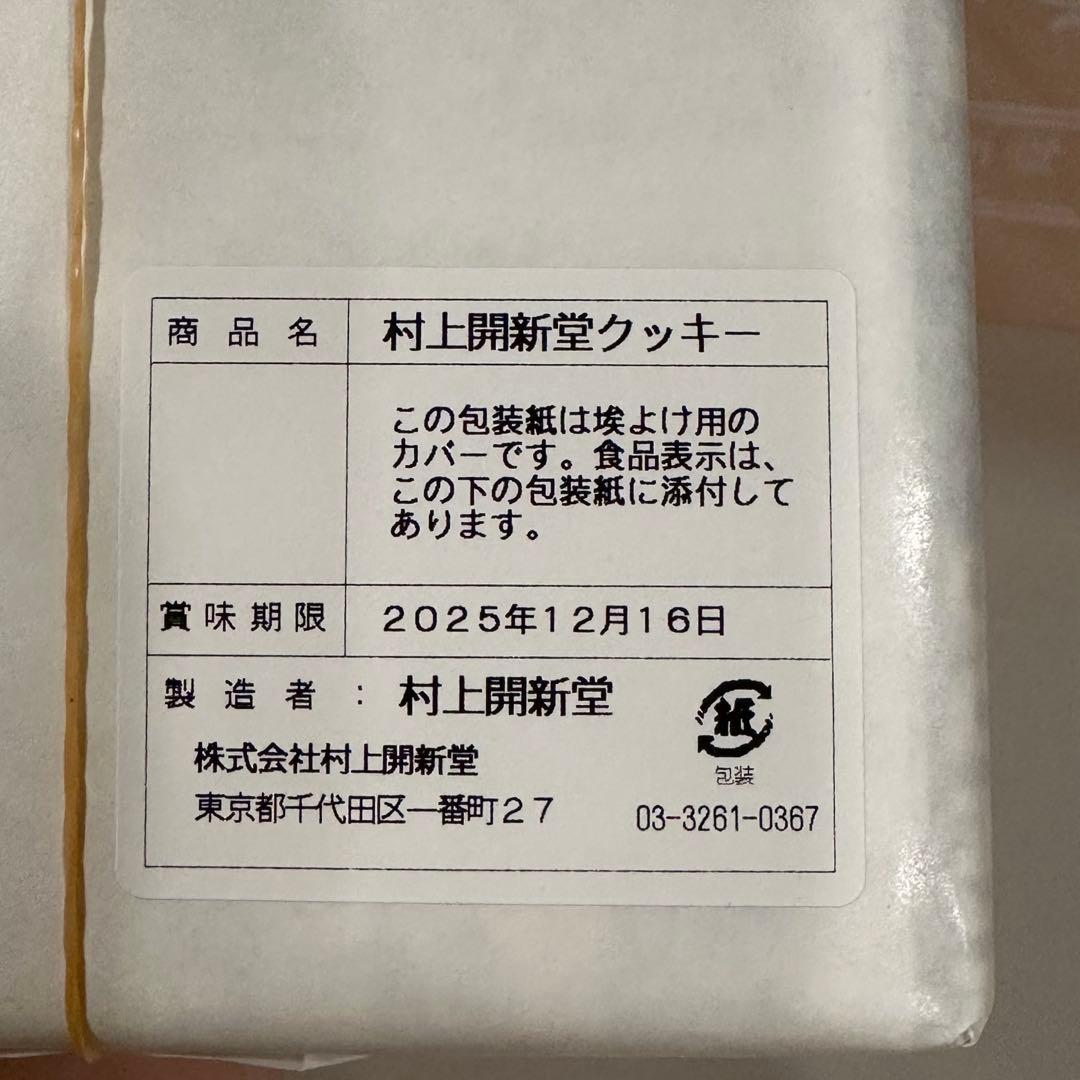 商品名 村上開新堂クッキー
この包装紙は埃よけ用の
カバーです。食品表示は、
この下の包装紙に添付して
あります。
賞味期限 2025年12月16日
製造者：村上開新堂
紙
包装
株式会社村上開新堂
東京都千代田区一番町27 03-3261-0367